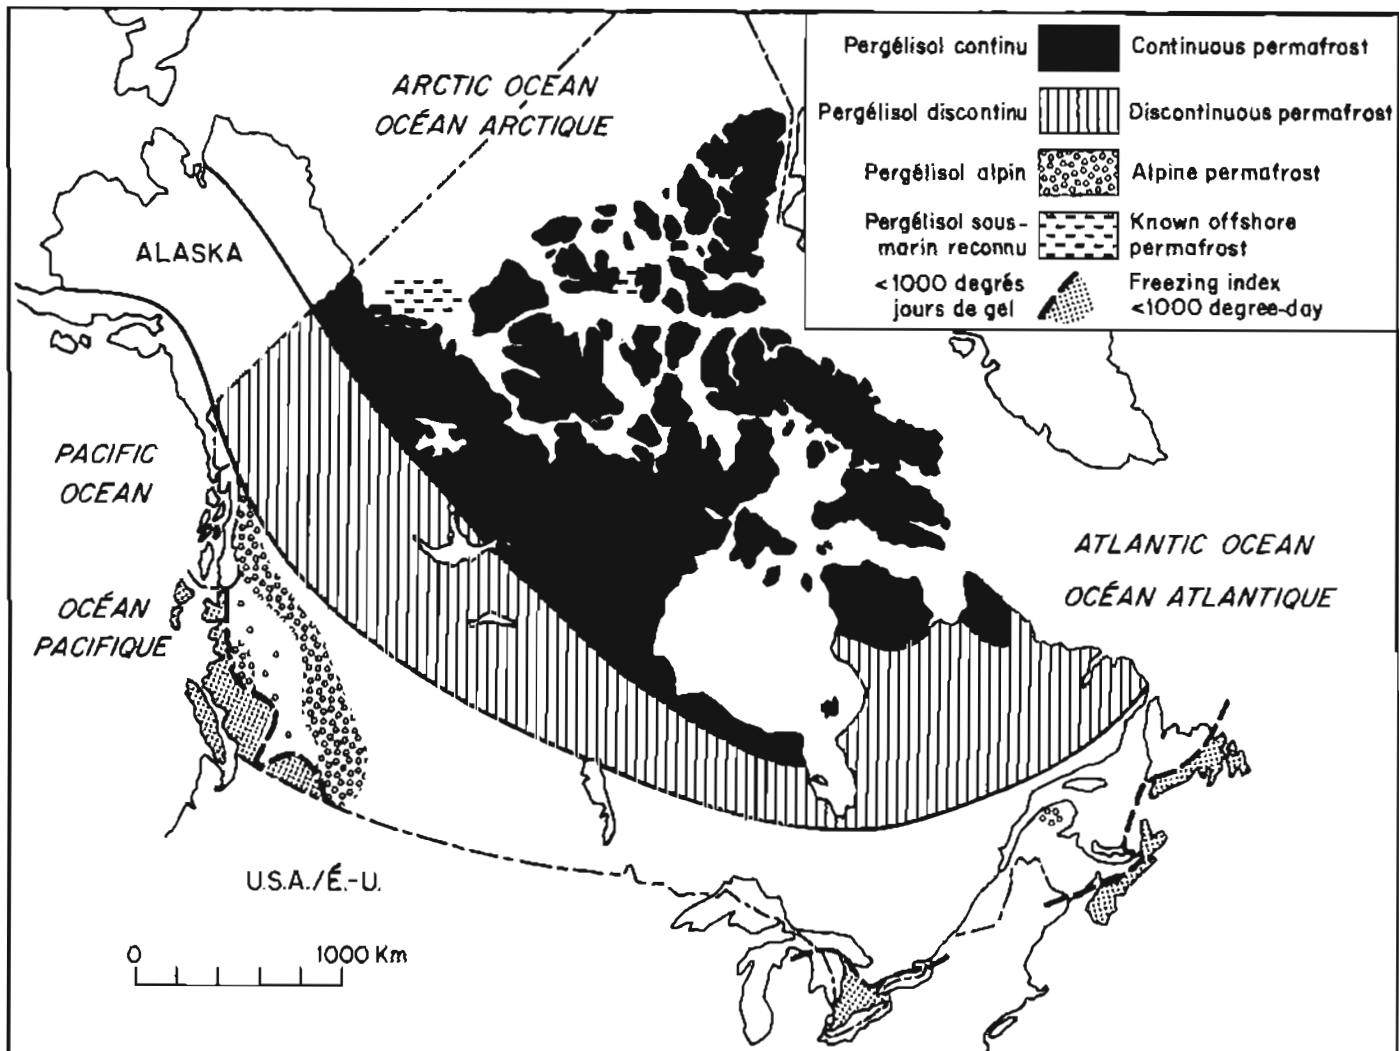 ARCTIC OCEAN
OCÉAN ARCTIQUE
ALASKA
PACIFIC
OCEAN
OCÉAN
PACIFIQUE
ATLANTIC OCEAN
OCÉAN ATLANTIQUE
U.S.A./É.-U.
0 1000 Km
Pergélisol continu Continuous permafrost
Pergélisol discontinu Discontinuous permafrost
Pergélisol alpin Alpine permafrost
Pergélisol sous- Known offshore
marin reconnu permafrost
<1000 degrés Freezing index
jours de gel <1000 degree-day